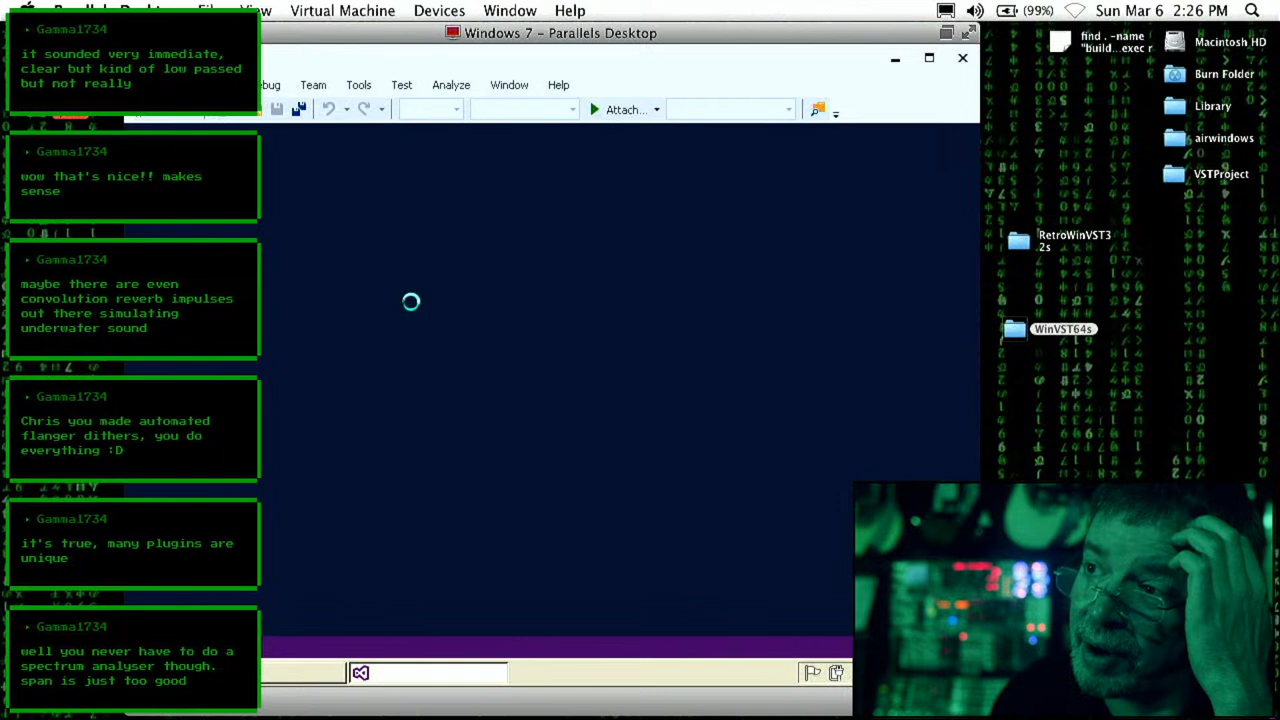 View Virtual Machine Devices Window Help
(99%) Sun Mar 6 2:26 PM
Windows 7 - Parallels Desktop
Team Tools Test Analyze Window Help
Attach...
Gamma1734
it sounded very immediate,
clear but kind of low passed
but not really
Gamma1734
wow that's nice!! makes
sense
Gamma1734
maybe there are even
convolution reverb impulses
out there simulating
underwater sound
Gamma1734
Chris you made automated
flanger dithers, you do
everything :D
Gamma1734
it's true, many plugins are
unique
Gamma1734
well you never have to do a
spectrum analyser though.
span is just too good
find . -name
"build...exec r
Macintosh HD
Burn Folder
Library
airwindows
VSTProject
RetroWinVST3
2s
WinVST64s